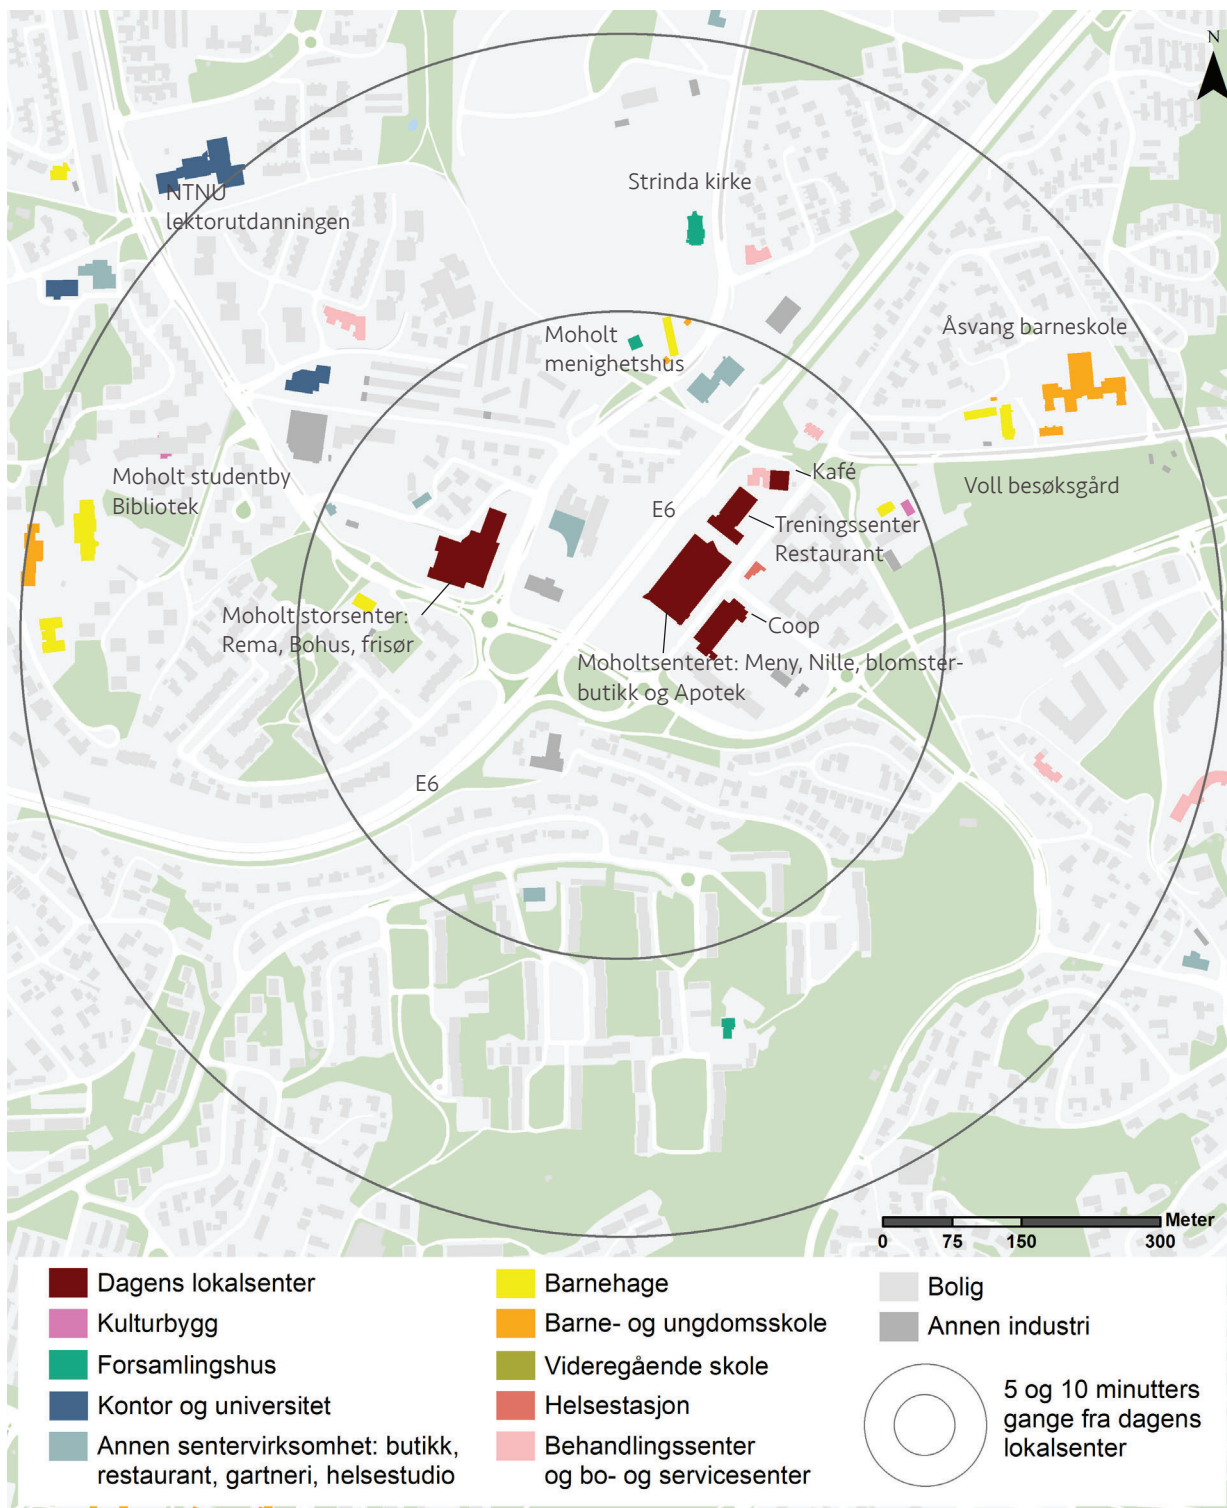 N
Strinda kirke
NTNU
lektorutdanningen
Åsvang barneskole
Moholt
menighetshus
Kafé
Moholt studentby
Bibliotek
Voll besøksgård
E6
Treningssenter
Restaurant
Moholt storsenter:
Rema, Bohus, frisør
Coop
Moholtsenteret: Meny, Nille, blomster-
butikk og Apotek
E6
Meter
0 75 150 300
Dagens lokalsenter
Kulturbygg
Forsamlingshus
Kontor og universitet
Annen sentervirksomhet: butikk,
restaurant, gartneri, helsestudio
Barnehage
Barne- og ungdomsskole
Videregående skole
Helsestasjon
Behandlingssenter
og bo- og servicesenter
Bolig
Annen industri
5 og 10 minutters
gange fra dagens
lokalsenter